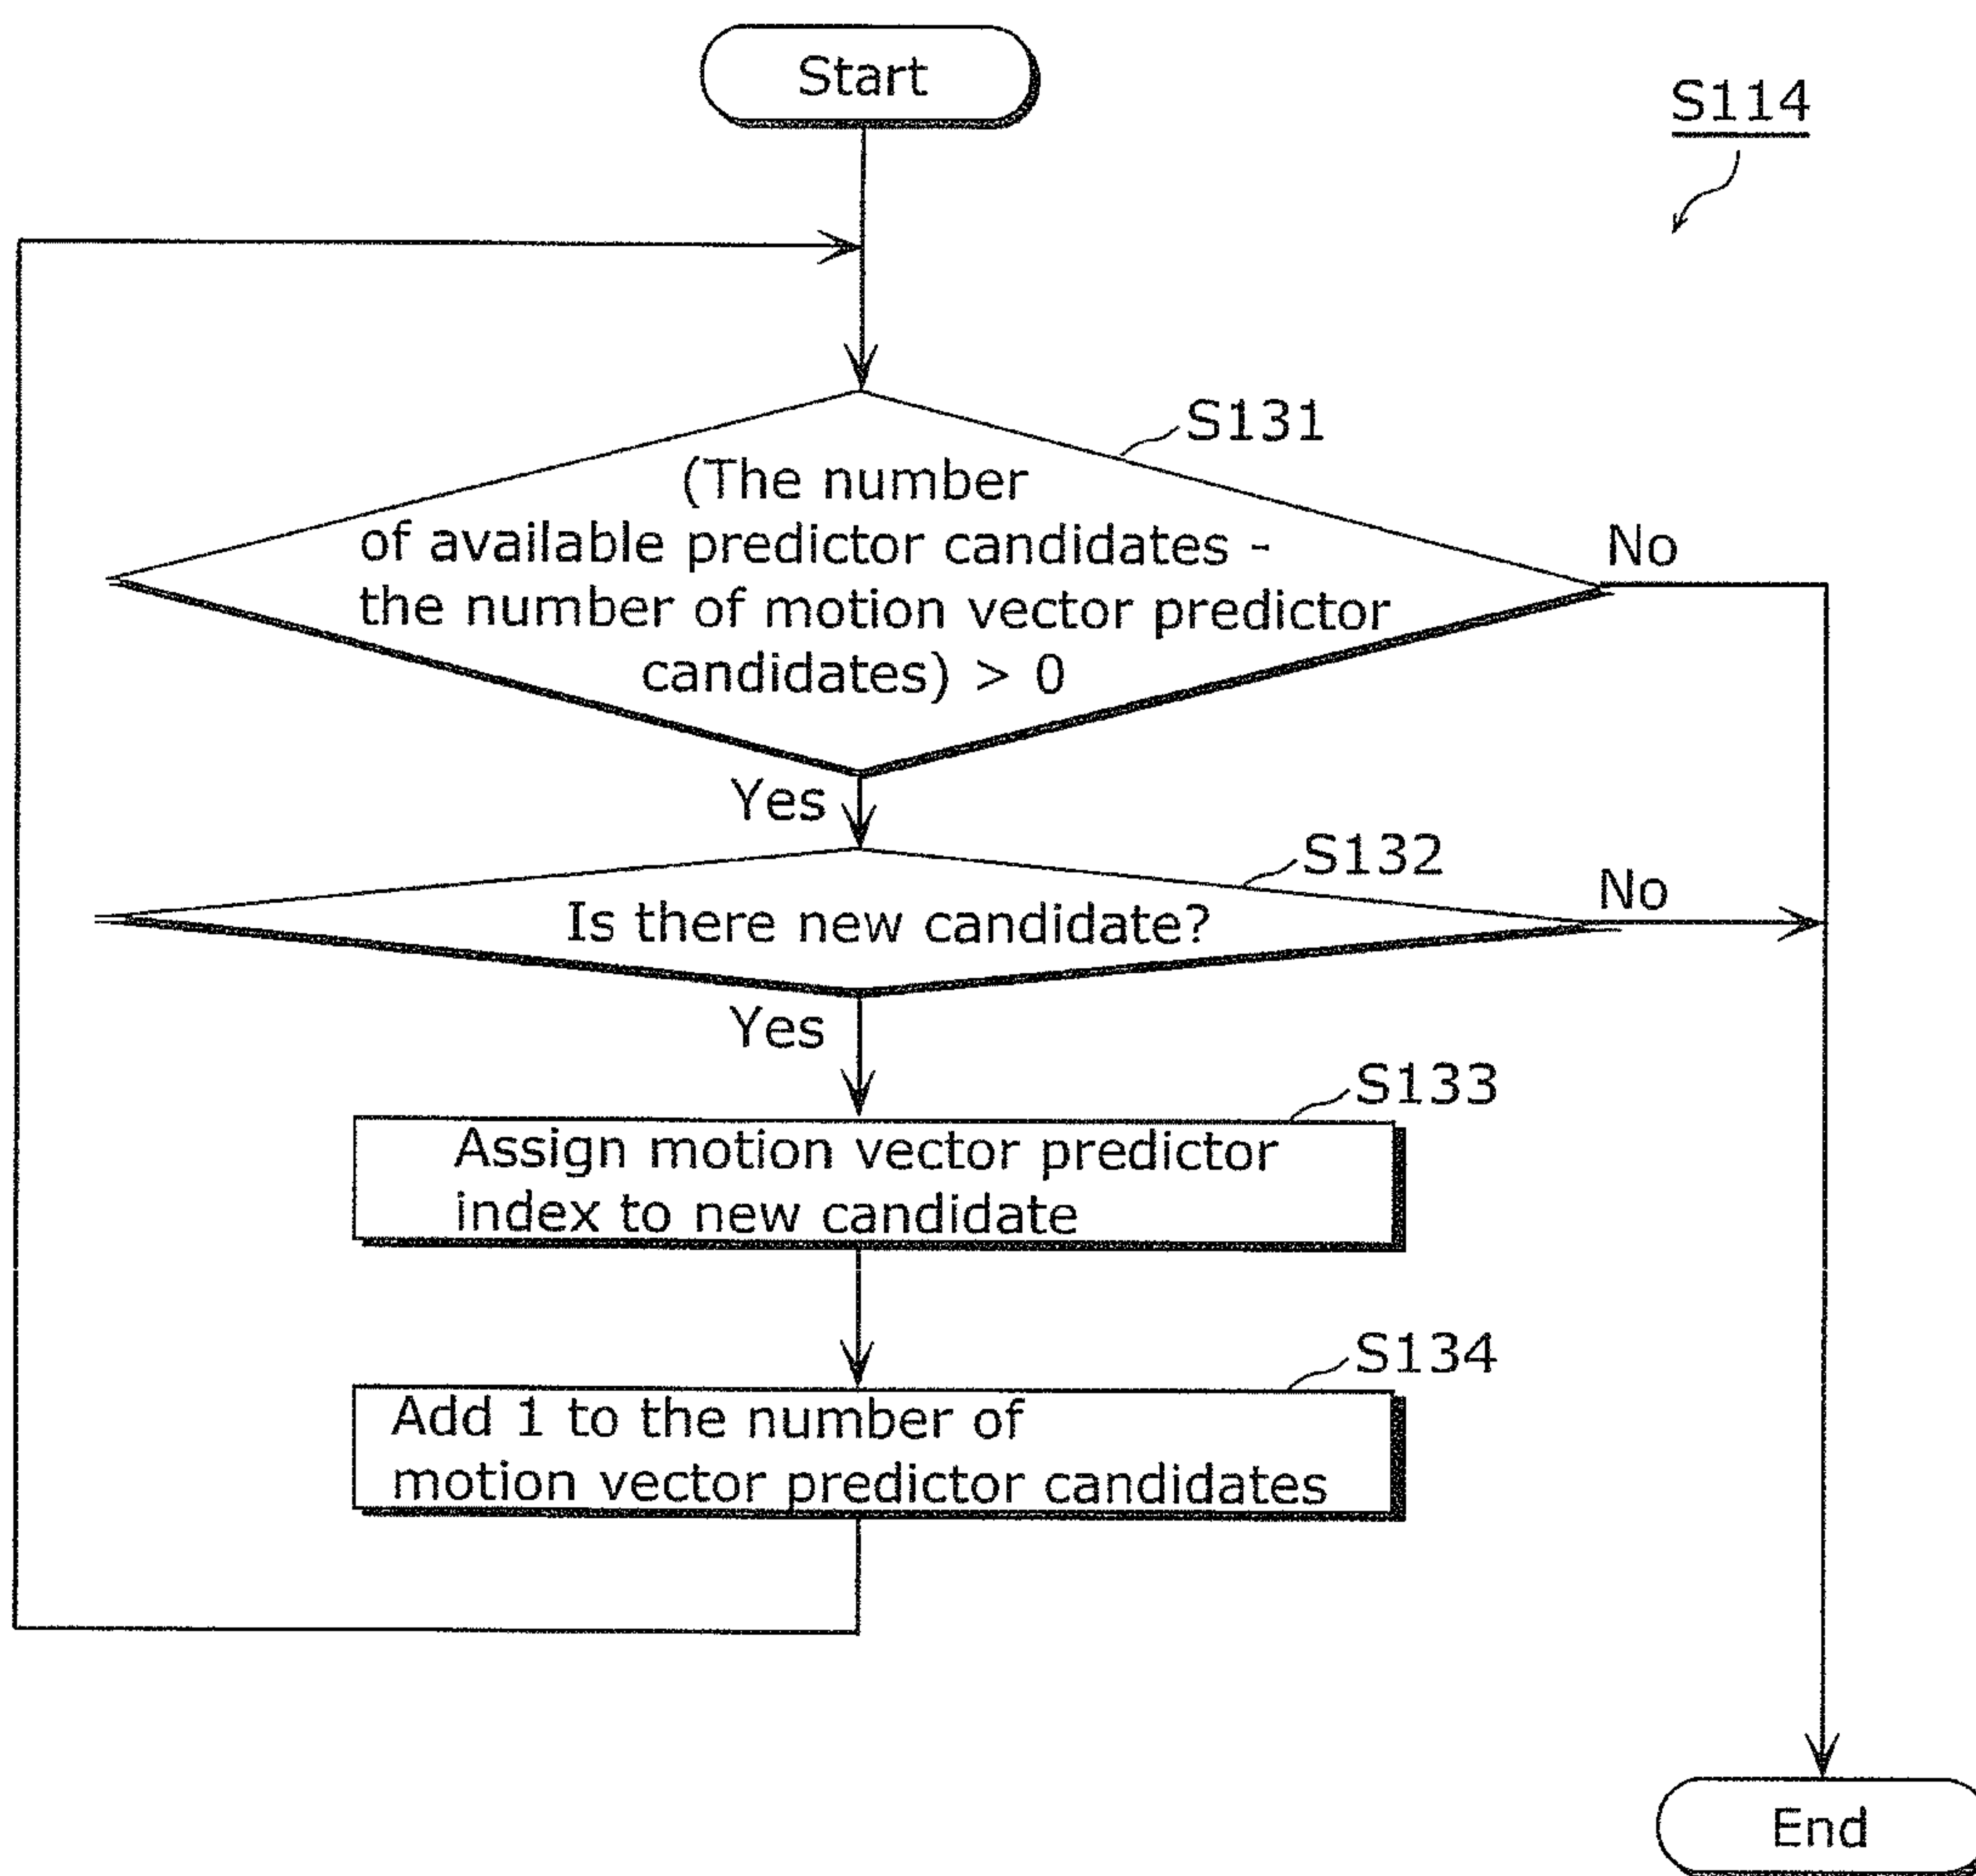 Start
S114
S131
(The number
of available predictor candidates -
the number of motion vector predictor
candidates) > 0
No
Yes
S132
Is there new candidate?
No
Yes
S133
Assign motion vector predictor
index to new candidate
S134
Add 1 to the number of
motion vector predictor candidates
End